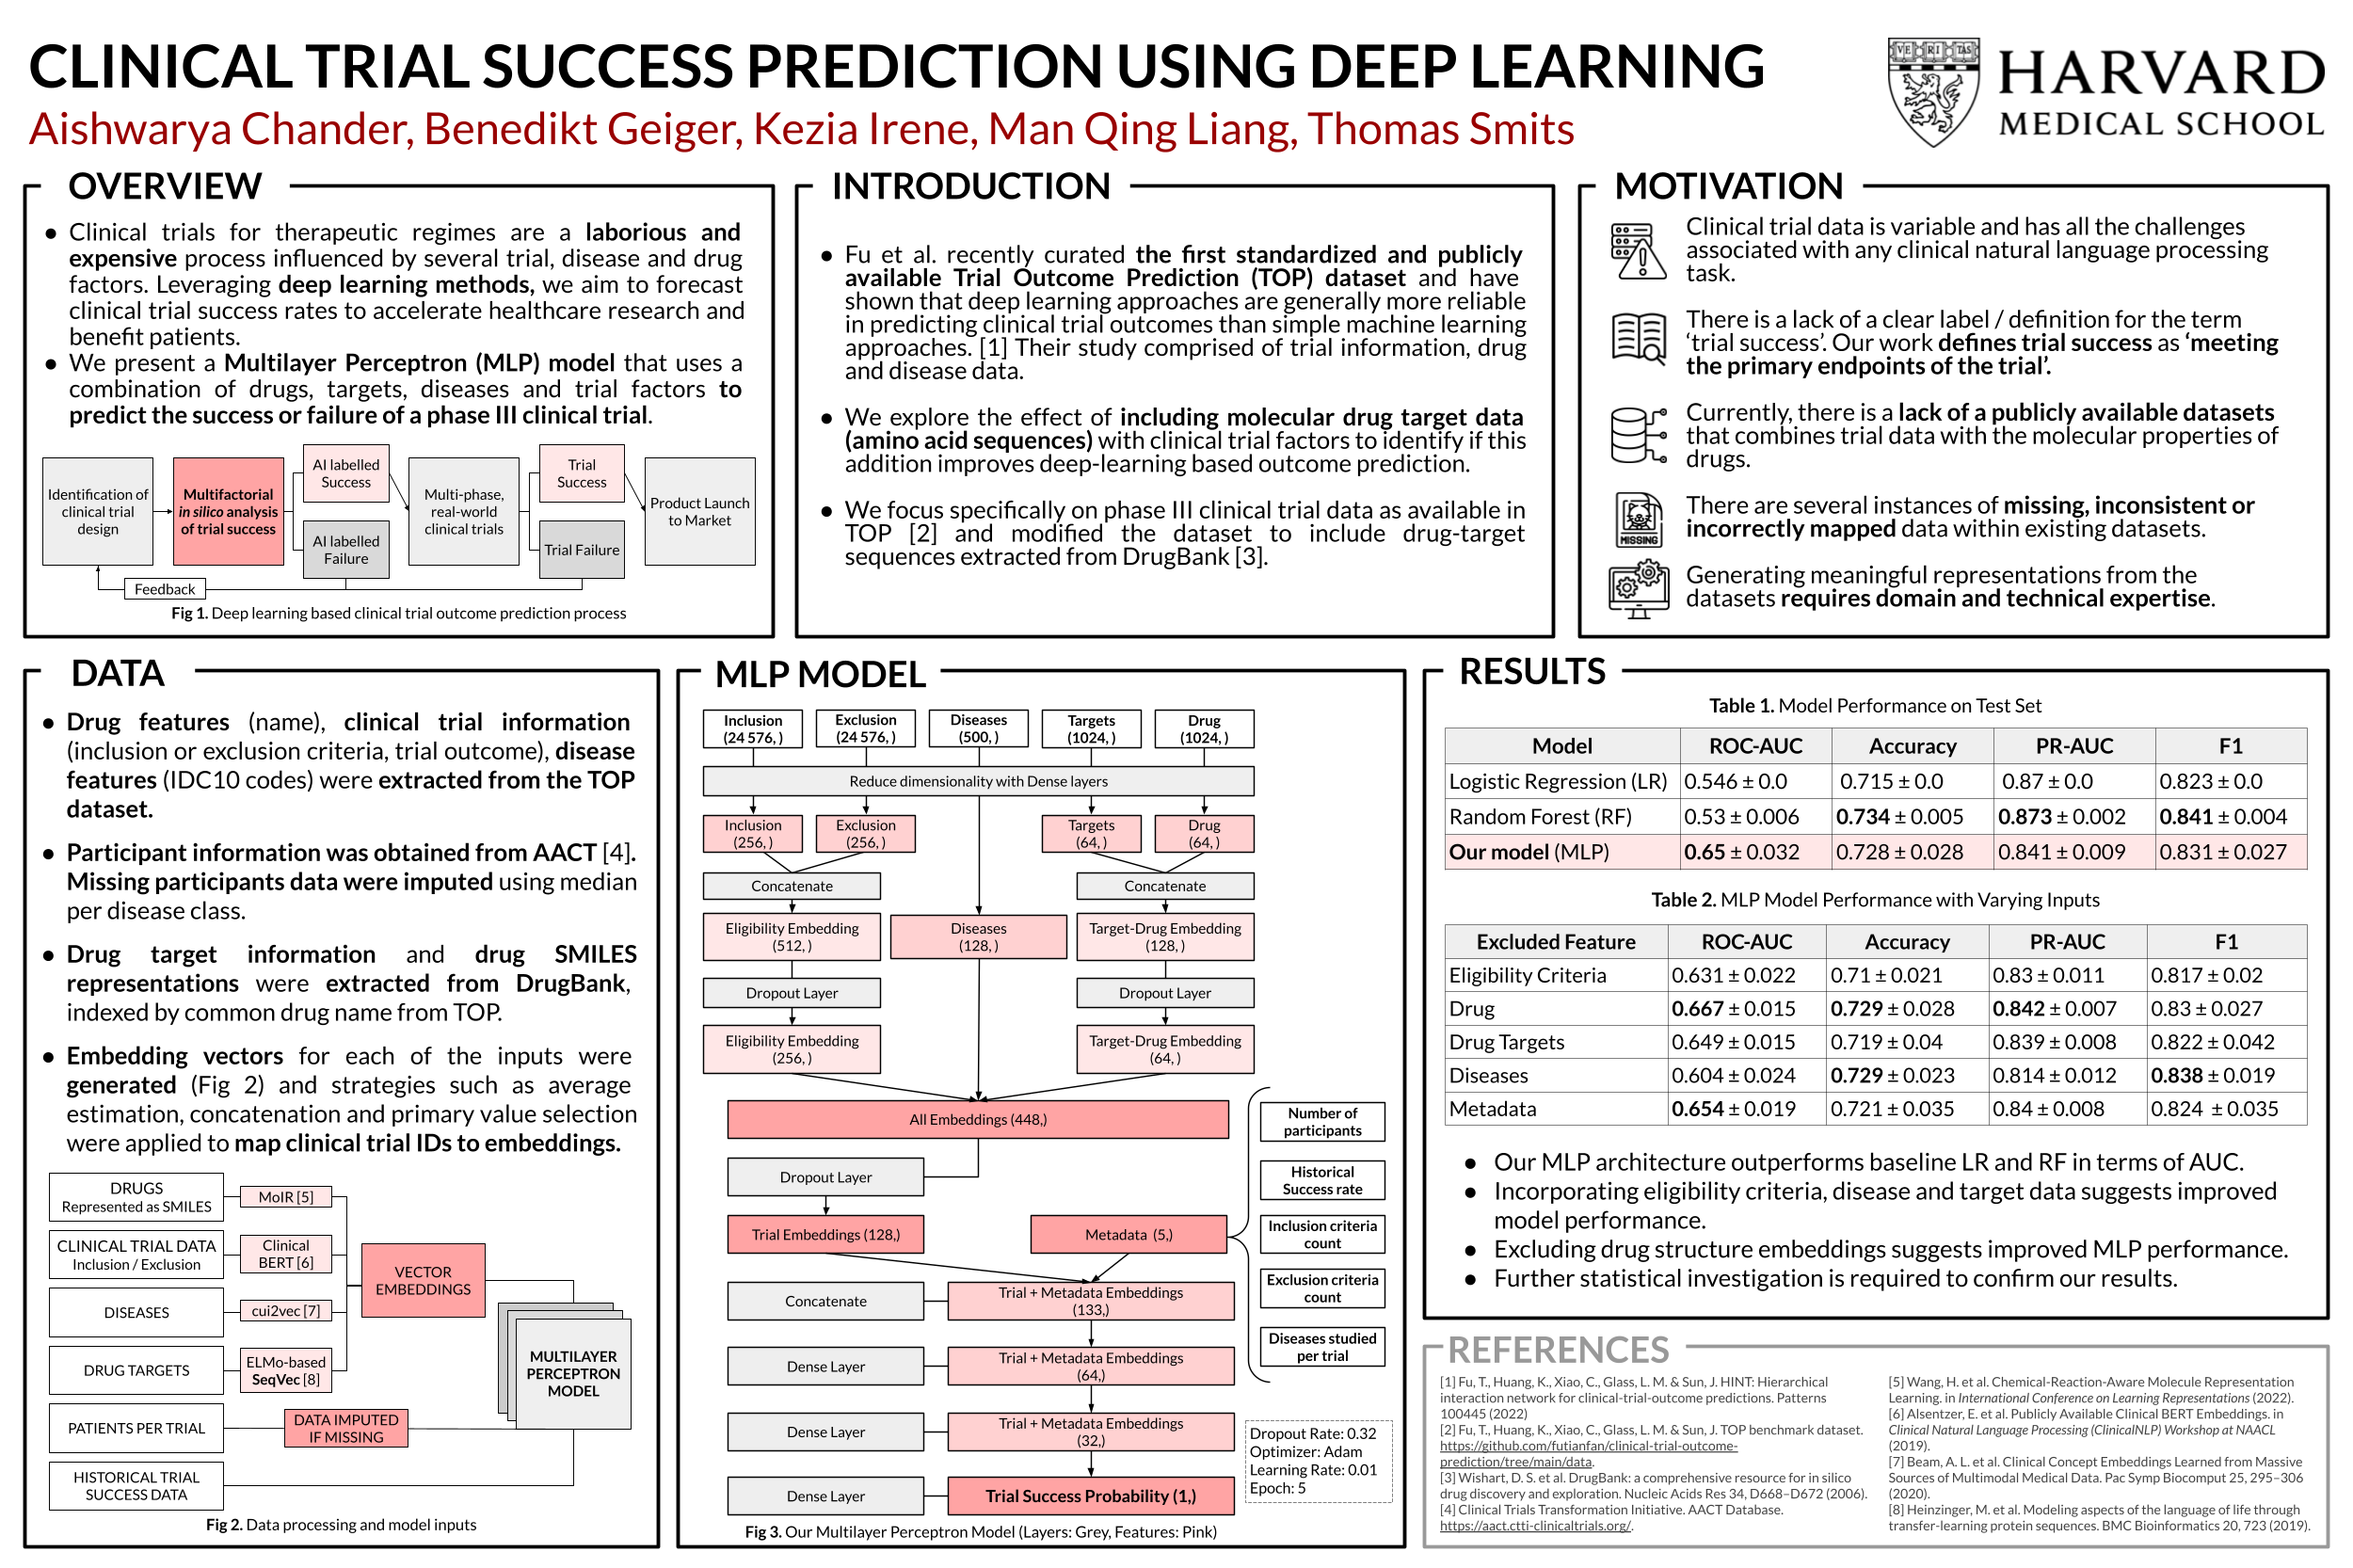 CLINICAL TRIAL SUCCESS PREDICTION USING DEEP LEARNING
Aishwarya Chander, Benedikt Geiger, Kezia Irene, Man Qing Liang, Thomas Smits
VE RI TAS
HARVARD
MEDICAL SCHOOL
OVERVIEW
● Clinical trials for therapeutic regimes are a laborious and
expensive process influenced by several trial, disease and drug
factors. Leveraging deep learning methods, we aim to forecast
clinical trial success rates to accelerate healthcare research and
benefit patients.
● We present a Multilayer Perceptron (MLP) model that uses a
combination of drugs, targets, diseases and trial factors to
predict the success or failure of a phase III clinical trial.
Identification of
clinical trial
design
Multifactorial
in silico analysis
of trial success
AI labelled
Success
AI labelled
Failure
Multi-phase,
real-world
clinical trials
Trial
Success
Trial Failure
Product Launch
to Market
Feedback
Fig 1. Deep learning based clinical trial outcome prediction process
INTRODUCTION
● Fu et al. recently curated the first standardized and publicly
available Trial Outcome Prediction (TOP) dataset and have
shown that deep learning approaches are generally more reliable
in predicting clinical trial outcomes than simple machine learning
approaches. [1] Their study comprised of trial information, drug
and disease data.
● We explore the effect of including molecular drug target data
(amino acid sequences) with clinical trial factors to identify if this
addition improves deep-learning based outcome prediction.
● We focus specifically on phase III clinical trial data as available in
TOP [2] and modified the dataset to include drug-target
sequences extracted from DrugBank [3].
MOTIVATION
Clinical trial data is variable and has all the challenges
associated with any clinical natural language processing
task.
There is a lack of a clear label / definition for the term
‘trial success’. Our work defines trial success as ‘meeting
the primary endpoints of the trial’.
Currently, there is a lack of a publicly available datasets
that combines trial data with the molecular properties of
drugs.
MISSING
There are several instances of missing, inconsistent or
incorrectly mapped data within existing datasets.
Generating meaningful representations from the
datasets requires domain and technical expertise.
DATA
● Drug features (name), clinical trial information
(inclusion or exclusion criteria, trial outcome), disease
features (IDC10 codes) were extracted from the TOP
dataset.
● Participant information was obtained from AACT [4].
Missing participants data were imputed using median
per disease class.
● Drug target information and drug SMILES
representations were extracted from DrugBank,
indexed by common drug name from TOP.
● Embedding vectors for each of the inputs were
generated (Fig 2) and strategies such as average
estimation, concatenation and primary value selection
were applied to map clinical trial IDs to embeddings.
DRUGS
Represented as SMILES
MolR [5]
CLINICAL TRIAL DATA
Inclusion / Exclusion
Clinical
BERT [6]
DISEASES
cui2vec [7]
DRUG TARGETS
ELMo-based
SeqVec [8]
VECTOR
EMBEDDINGS
PATIENTS PER TRIAL
DATA IMPUTED
IF MISSING
HISTORICAL TRIAL
SUCCESS DATA
MULTILAYER
PERCEPTRON
MODEL
Fig 2. Data processing and model inputs
MLP MODEL
Inclusion
(24 576, )
Exclusion
(24 576, )
Diseases
(500, )
Targets
(1024, )
Drug
(1024, )
Reduce dimensionality with Dense layers
Inclusion
(256, )
Exclusion
(256, )
Targets
(64, )
Drug
(64, )
Concatenate
Concatenate
Eligibility Embedding
(512, )
Diseases
(128, )
Target-Drug Embedding
(128, )
Dropout Layer
Dropout Layer
Eligibility Embedding
(256, )
Target-Drug Embedding
(64, )
All Embeddings (448,)
Dropout Layer
Trial Embeddings (128,)
Metadata (5,)
Number of
participants
Historical
Success rate
Inclusion criteria
count
Exclusion criteria
count
Diseases studied
per trial
Concatenate
Trial + Metadata Embeddings
(133,)
Dense Layer
Trial + Metadata Embeddings
(64,)
Dense Layer
Trial + Metadata Embeddings
(32,)
Dense Layer
Trial Success Probability (1,)
Dropout Rate: 0.32
Optimizer: Adam
Learning Rate: 0.01
Epoch: 5
Fig 3. Our Multilayer Perceptron Model (Layers: Grey, Features: Pink)
RESULTS
Table 1. Model Performance on Test Set
Model ROC-AUC Accuracy PR-AUC F1
Logistic Regression (LR) 0.546 ± 0.0 0.715 ± 0.0 0.87 ± 0.0 0.823 ± 0.0
Random Forest (RF) 0.53 ± 0.006 0.734 ± 0.005 0.873 ± 0.002 0.841 ± 0.004
Our model (MLP) 0.65 ± 0.032 0.728 ± 0.028 0.841 ± 0.009 0.831 ± 0.027
Table 2. MLP Model Performance with Varying Inputs
Excluded Feature ROC-AUC Accuracy PR-AUC F1
Eligibility Criteria 0.631 ± 0.022 0.71 ± 0.021 0.83 ± 0.011 0.817 ± 0.02
Drug 0.667 ± 0.015 0.729 ± 0.028 0.842 ± 0.007 0.83 ± 0.027
Drug Targets 0.649 ± 0.015 0.719 ± 0.04 0.839 ± 0.008 0.822 ± 0.042
Diseases 0.604 ± 0.024 0.729 ± 0.023 0.814 ± 0.012 0.838 ± 0.019
Metadata 0.654 ± 0.019 0.721 ± 0.035 0.84 ± 0.008 0.824 ± 0.035
● Our MLP architecture outperforms baseline LR and RF in terms of AUC.
● Incorporating eligibility criteria, disease and target data suggests improved
model performance.
● Excluding drug structure embeddings suggests improved MLP performance.
● Further statistical investigation is required to confirm our results.
REFERENCES
[1] Fu, T., Huang, K., Xiao, C., Glass, L. M. & Sun, J. HINT: Hierarchical
interaction network for clinical-trial-outcome predictions. Patterns
100445 (2022)
[2] Fu, T., Huang, K., Xiao, C., Glass, L. M. & Sun, J. TOP benchmark dataset.
https://github.com/futianfan/clinical-trial-outcome-
prediction/tree/main/data.
[3] Wishart, D. S. et al. DrugBank: a comprehensive resource for in silico
drug discovery and exploration. Nucleic Acids Res 34, D668–D672 (2006).
[4] Clinical Trials Transformation Initiative. AACT Database.
https://aact.ctti-clinicaltrials.org/.
[5] Wang, H. et al. Chemical-Reaction-Aware Molecule Representation
Learning. in International Conference on Learning Representations (2022).
[6] Alsentzer, E. et al. Publicly Available Clinical BERT Embeddings. in
Clinical Natural Language Processing (ClinicalNLP) Workshop at NAACL
(2019).
[7] Beam, A. L. et al. Clinical Concept Embeddings Learned from Massive
Sources of Multimodal Medical Data. Pac Symp Biocomput 25, 295–306
(2020).
[8] Heinzinger, M. et al. Modeling aspects of the language of life through
transfer-learning protein sequences. BMC Bioinformatics 20, 723 (2019).